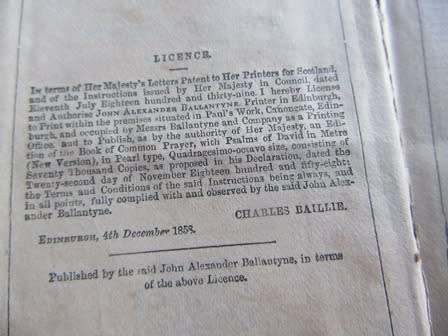 LICENCE.
In terms of Her Majesty's Letters Patent to Her Printers for Scotland,
and of the Instructions issued by Her Majesty in Council, dated
Eleventh July Eighteen hundred and thirty-nine, I hereby License
and Authorise JOHN ALEXANDER BALLANTYNE, Printer in Edinburgh,
to Print within the premises situated in Paul's Work, Canongate, Edin-
burgh, and occupied by Messrs Ballantyne and Company as a Printing
Office, and to Publish, as by the authority of Her Majesty, an Edi-
tion of the Book of Common Prayer, with Psalms of David in Metre
(New Version), in Pearl type, Quadragesimo-octavo size, consisting of
Seven Thousand Copies, as proposed in his Declaration, dated the
Twenty-second day of November Eighteen hundred and fifty-eight:
the Terms and Conditions of the said Instructions being always, and
in all points, fully complied with and observed by the said John Alex-
ander Ballantyne.
CHARLES BAILLIE.
EDINBURGH, 4th December 1858.
Published by the said John Alexander Ballantyne, in terms
of the above Licence.